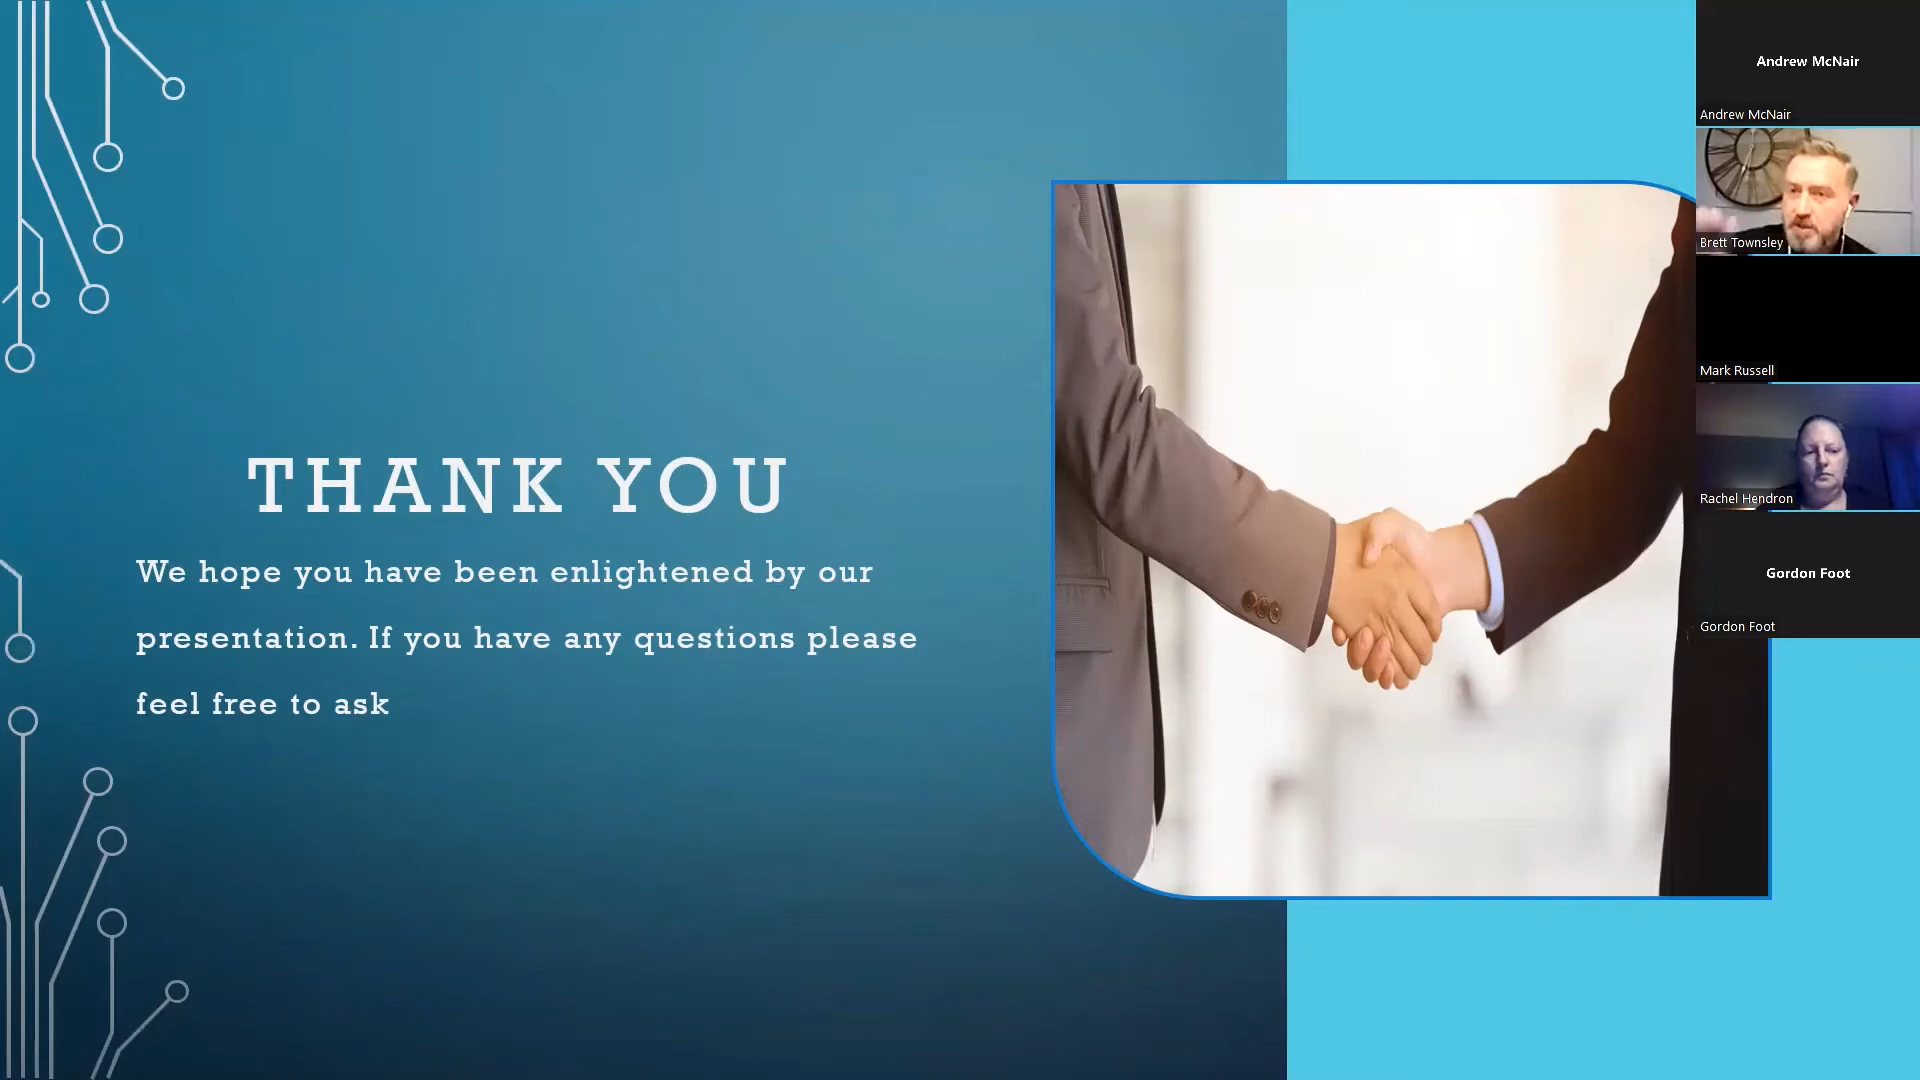 THANK YOU
We hope you have been enlightened by our
presentation. If you have any questions please
feel free to ask
Andrew McNair
Andrew McNair
Brett Townsley
Mark Russell
Rachel Hendron
Gordon Foot
Gordon Foot